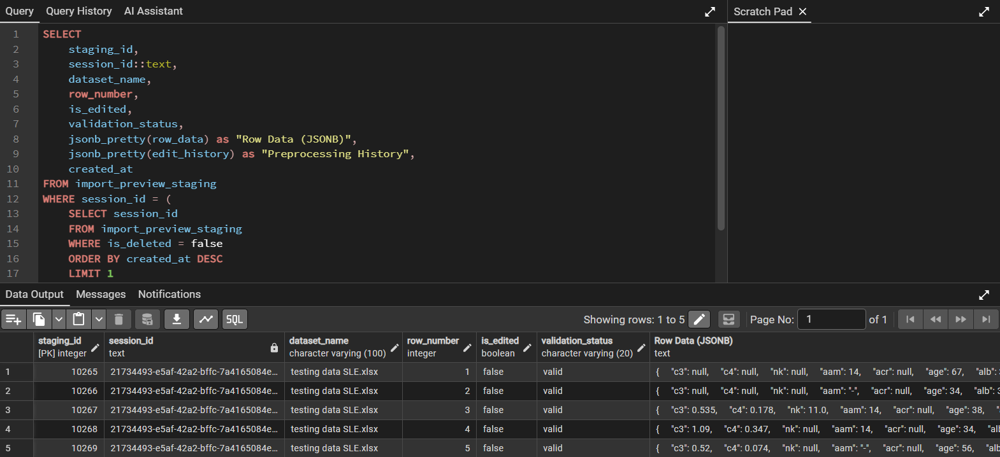 Query Query History AI Assistant
Scratch Pad
1 SELECT
2 staging_id,
3 session_id::text,
4 dataset_name,
5 row_number,
6 is_edited,
7 validation_status,
8 jsonb_pretty(row_data) as "Row Data (JSONB)",
9 jsonb_pretty(edit_history) as "Preprocessing History",
10 created_at
11 FROM import_preview_staging
12 WHERE session_id = (
13 SELECT session_id
14 FROM import_preview_staging
15 WHERE is_deleted = false
16 ORDER BY created_at DESC
17 LIMIT 1
Data Output Messages Notifications
SQL Showing rows: 1 to 5 Page No: 1 of 1
staging_id session_id dataset_name row_number is_edited validation_status Row Data (JSONB)
[PK] integer text character varying (100) integer boolean character varying (20) text
1 10265 21734493-e5af-42a2-bffc-7a4165084e... testing data SLE.xlsx 1 false valid { "c3": null, "c4": null, "nk": null, "aam": 14, "acr": null, "age": 67, "alb":
2 10266 21734493-e5af-42a2-bffc-7a4165084e... testing data SLE.xlsx 2 false valid { "c3": null, "c4": null, "nk": null, "aam": "-", "acr": null, "age": 34, "alb":
3 10267 21734493-e5af-42a2-bffc-7a4165084e... testing data SLE.xlsx 3 false valid { "c3": 0.535, "c4": 0.178, "nk": 11.0, "aam": 14, "acr": null, "age": 38,
4 10268 21734493-e5af-42a2-bffc-7a4165084e... testing data SLE.xlsx 4 false valid { "c3": 1.09, "c4": 0.347, "nk": null, "aam": 14, "acr": null, "age": 34, "alb
5 10269 21734493-e5af-42a2-bffc-7a4165084e... testing data SLE.xlsx 5 false valid { "c3": 0.52, "c4": 0.074, "nk": null, "aam": "-", "acr": null, "age": 56, "alb